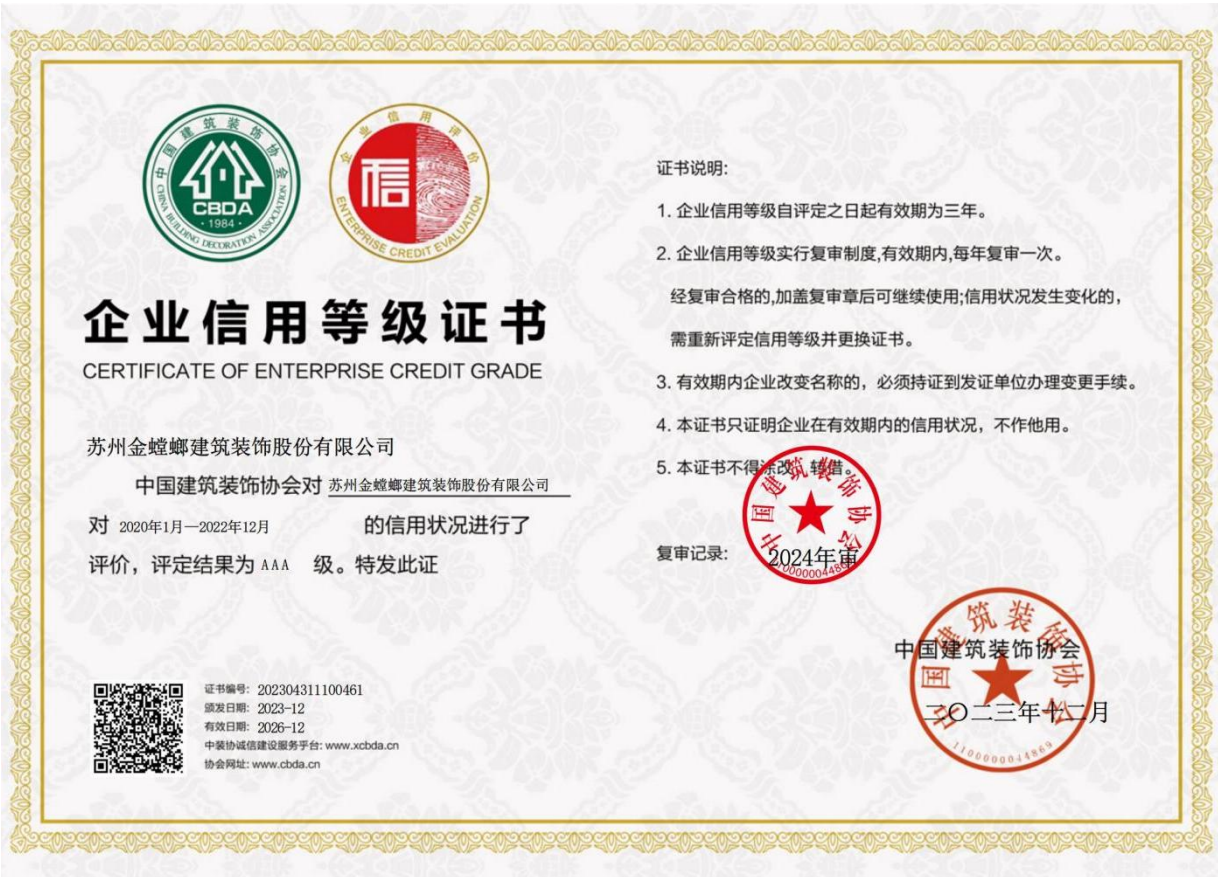 中国建筑装饰协会
CBDA
·1984·
CHINA BUILDING DECORATION ASSOCIATION
企业信用评价
信
ENTERPRISE CREDIT EVALUATION
企业信用等级证书
CERTIFICATE OF ENTERPRISE CREDIT GRADE
苏州金螳螂建筑装饰股份有限公司
中国建筑装饰协会对 苏州金螳螂建筑装饰股份有限公司
对 2020年1月—2022年12月 的信用状况进行了
评价，评定结果为 AAA 级。特发此证
证书编号: 202304311100461
颁发日期: 2023-12
有效日期: 2026-12
中装协诚信建设服务平台: www.xcbda.cn
协会网址: www.cbda.cn
证书说明:
1. 企业信用等级自评定之日起有效期为三年。
2. 企业信用等级实行复审制度,有效期内,每年复审一次。
经复审合格的,加盖复审章后可继续使用;信用状况发生变化的，
需重新评定信用等级并更换证书。
3. 有效期内企业改变名称的，必须持证到发证单位办理变更手续。
4. 本证书只证明企业在有效期内的信用状况，不作他用。
5. 本证书不得涂改、转借。
中国建筑装饰协会
复审记录:
2024年审
中国建筑装饰协会
中国建筑装饰协会
二〇二三年十二月
1100000044869